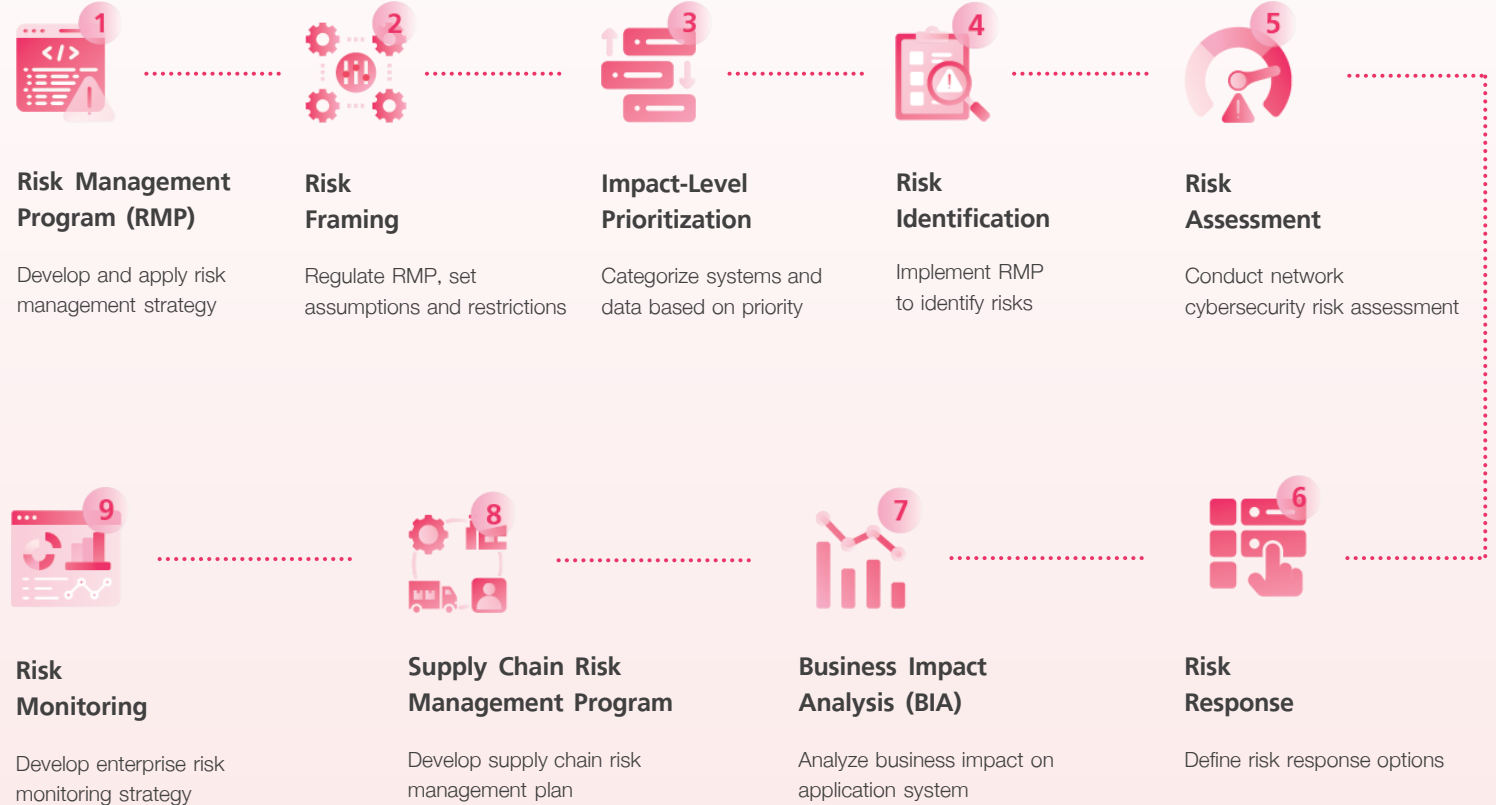 1
Risk Management
Program (RMP)
Develop and apply risk
management strategy
2
Risk
Framing
Regulate RMP, set
assumptions and restrictions
3
Impact-Level
Prioritization
Categorize systems and
data based on priority
4
Risk
Identification
Implement RMP
to identify risks
5
Risk
Assessment
Conduct network
cybersecurity risk assessment
6
Risk
Response
Define risk response options
7
Business Impact
Analysis (BIA)
Analyze business impact on
application system
8
Supply Chain Risk
Management Program
Develop supply chain risk
management plan
9
Risk
Monitoring
Develop enterprise risk
monitoring strategy